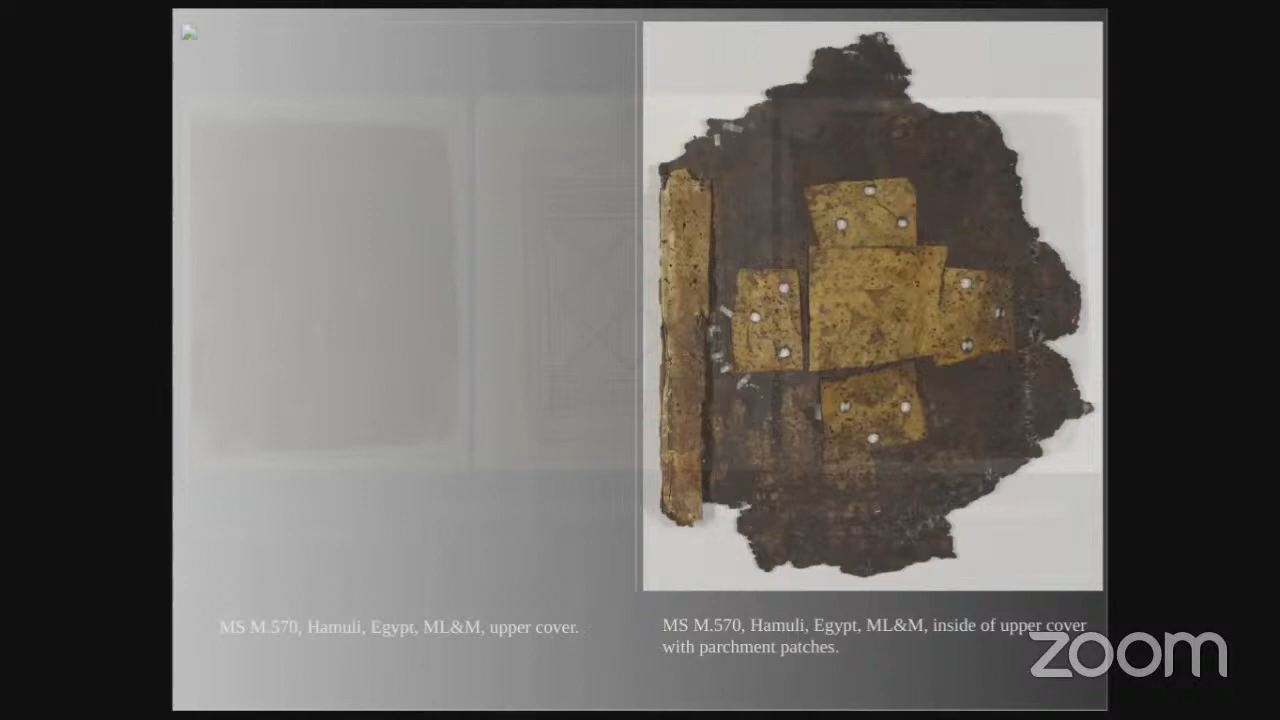 MS M.570, Hamuli, Egypt, ML&M, upper cover.
MS M.570, Hamuli, Egypt, ML&M, inside of upper cover
with parchment patches.
zoom